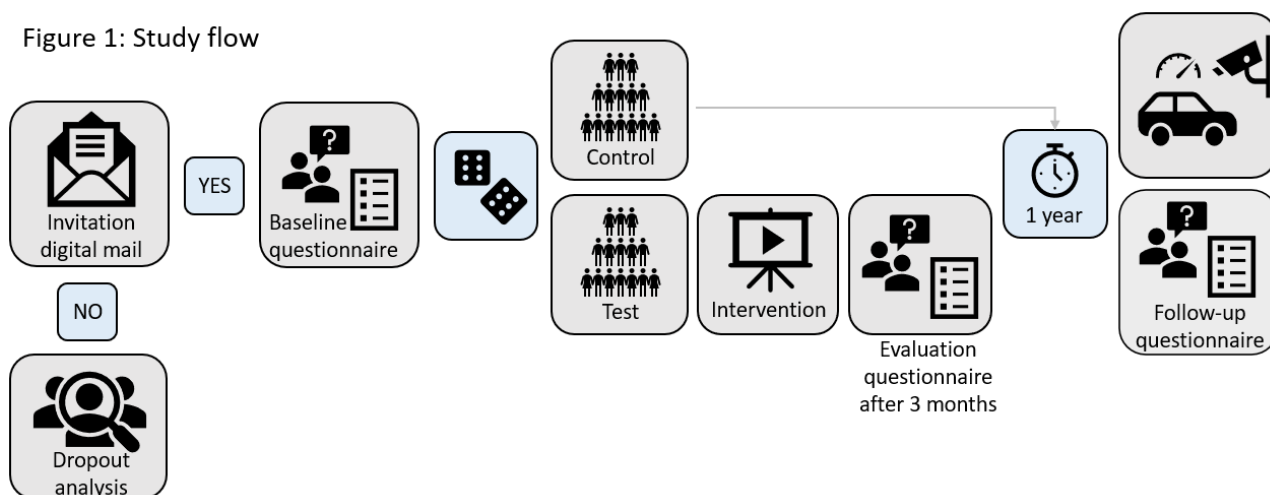 Figure 1: Study flow
Invitation
digital mail
YES
NO
Dropout
analysis
?
Baseline
questionnaire
Control
Test
Intervention
?
Evaluation
questionnaire
after 3 months
1 year
?
Follow-up
questionnaire